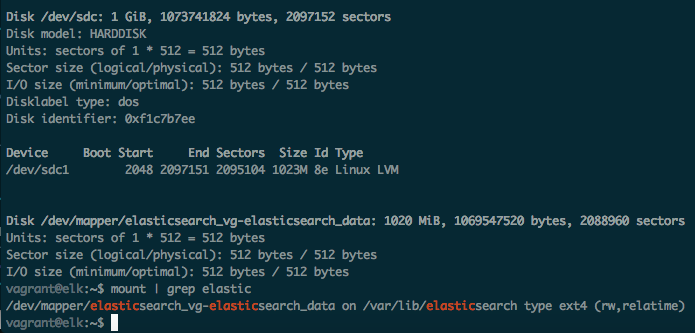 Disk /dev/sdc: 1 GiB, 1073741824 bytes, 2097152 sectors
Disk model: HARDDISK
Units: sectors of 1 * 512 = 512 bytes
Sector size (logical/physical): 512 bytes / 512 bytes
I/O size (minimum/optimal): 512 bytes / 512 bytes
Disklabel type: dos
Disk identifier: 0xf1c7b7ee
Device     Boot Start     End Sectors  Size Id Type
/dev/sdc1        2048 2097151 2095104 1023M 8e Linux LVM
Disk /dev/mapper/elasticsearch_vg-elasticsearch_data: 1020 MiB, 1069547520 bytes, 2088960 sectors
Units: sectors of 1 * 512 = 512 bytes
Sector size (logical/physical): 512 bytes / 512 bytes
I/O size (minimum/optimal): 512 bytes / 512 bytes
vagrant@elk:~$ mount | grep elastic
/dev/mapper/elasticsearch_vg-elasticsearch_data on /var/lib/elasticsearch type ext4 (rw,relatime)
vagrant@elk:~$